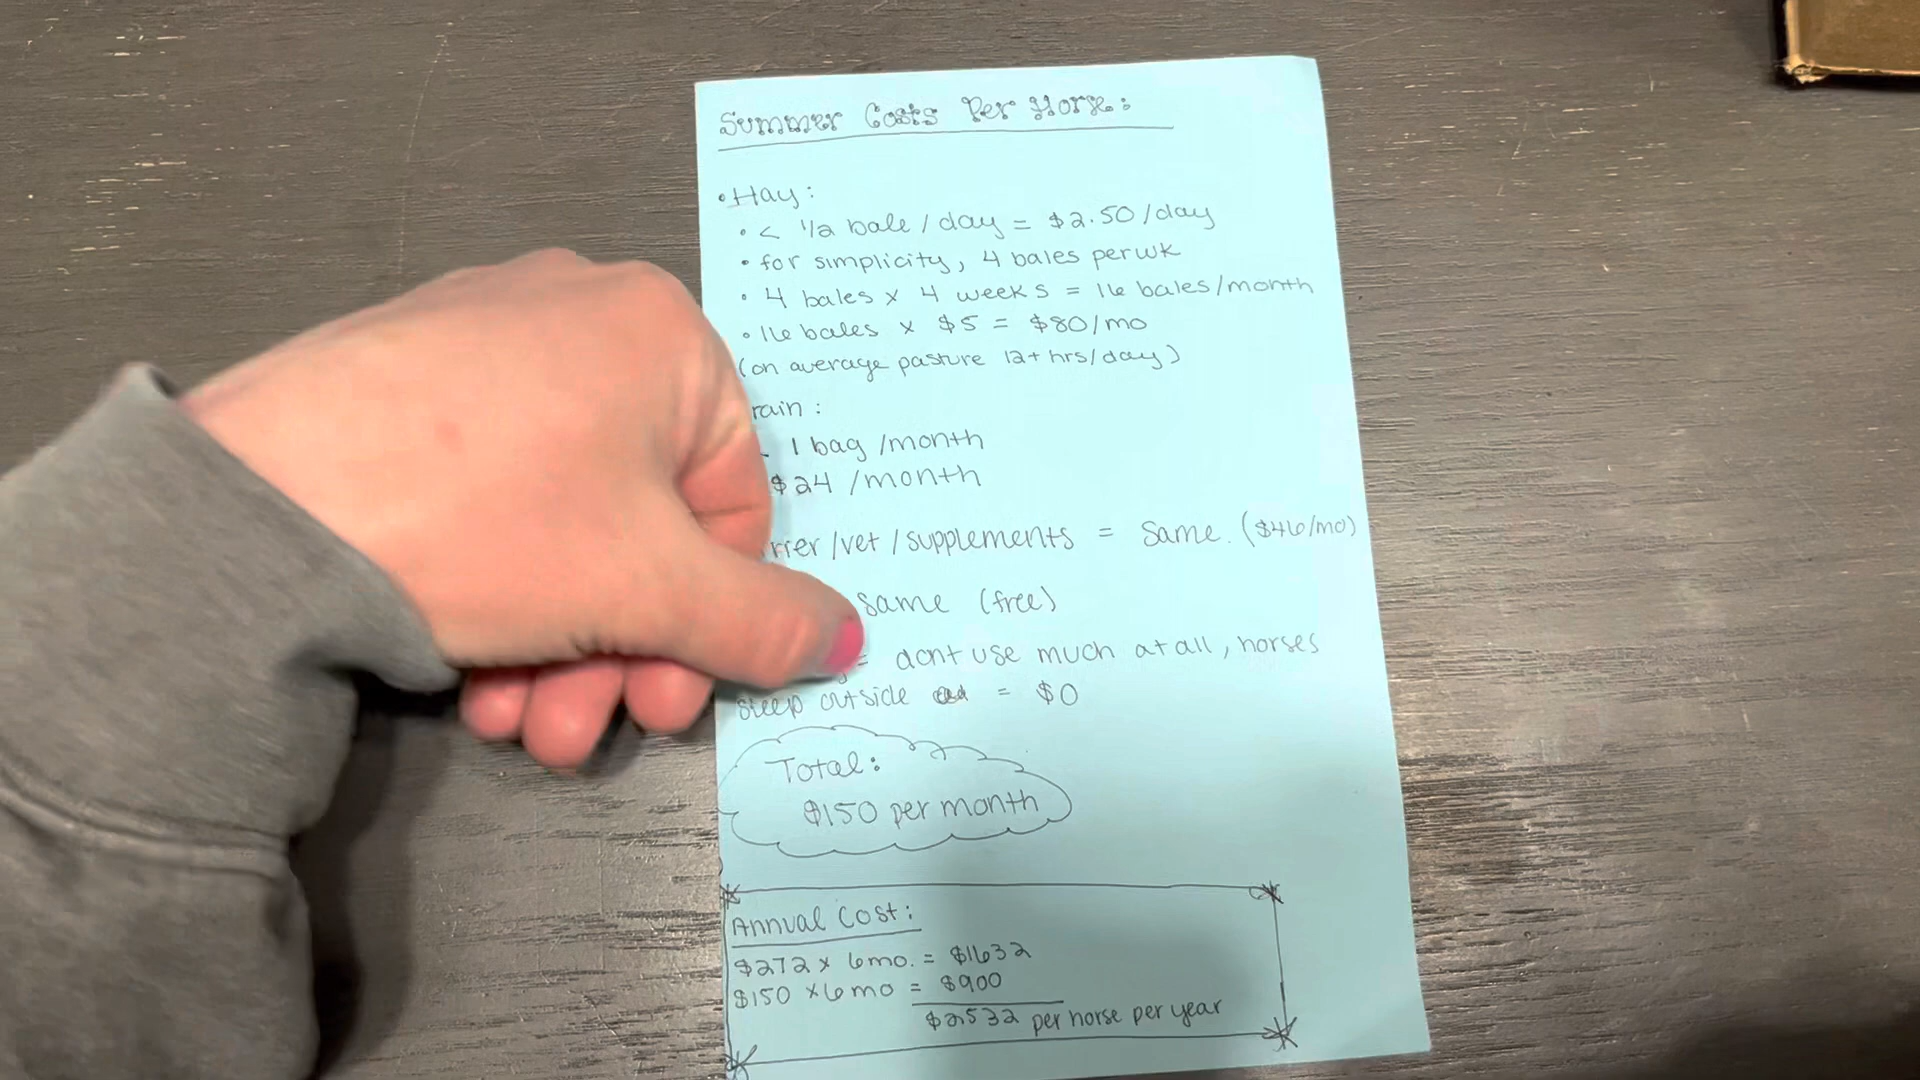 Summer Costs Per Horse:
• Hay:
• < 1/2 bale / day = $2.50/day
• for simplicity, 4 bales per wk
• 4 bales x 4 weeks = 16 bales/month
• 16 bales x $5 = $80/mo
(on average pasture 12+ hrs/day)
rain:
1 bag /month
$24 /month
rrer /vet / supplements = Same. ($46/mo)
same (free)
= dont use much at all, horses
sleep outside = $0
Total:
$150 per month
Annual Cost:
$272 x 6 mo. = $1632
$150 x 6 mo = $900
$2532 per horse per year